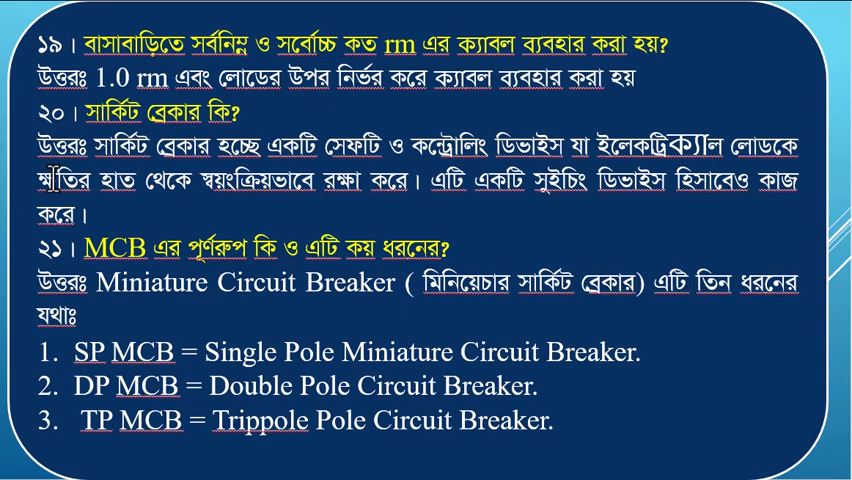 ১৯। বাসাবাড়িতে সর্বনিম্ন ও সর্বোচ্চ কত rm এর ক্যাবল ব্যবহার করা হয়?
উত্তরঃ 1.0 rm এবং লোডের উপর নির্ভর করে ক্যাবল ব্যবহার করা হয়
২০। সার্কিট ব্রেকার কি?
উত্তরঃ সার্কিট ব্রেকার হচ্ছে একটি সেফটি ও কন্ট্রোলিং ডিভাইস যা ইলেকট্রিক্যাল লোডকে
ক্ষতির হাত থেকে স্বয়ংক্রিয়ভাবে রক্ষা করে। এটি একটি সুইচিং ডিভাইস হিসাবেও কাজ
করে।
২১। MCB এর পূর্ণরুপ কি ও এটি কয় ধরনের?
উত্তরঃ Miniature Circuit Breaker ( মিনিয়েচার সার্কিট ব্রেকার) এটি তিন ধরনের
যথাঃ
1. SP MCB = Single Pole Miniature Circuit Breaker.
2. DP MCB = Double Pole Circuit Breaker.
3. TP MCB = Trippole Pole Circuit Breaker.